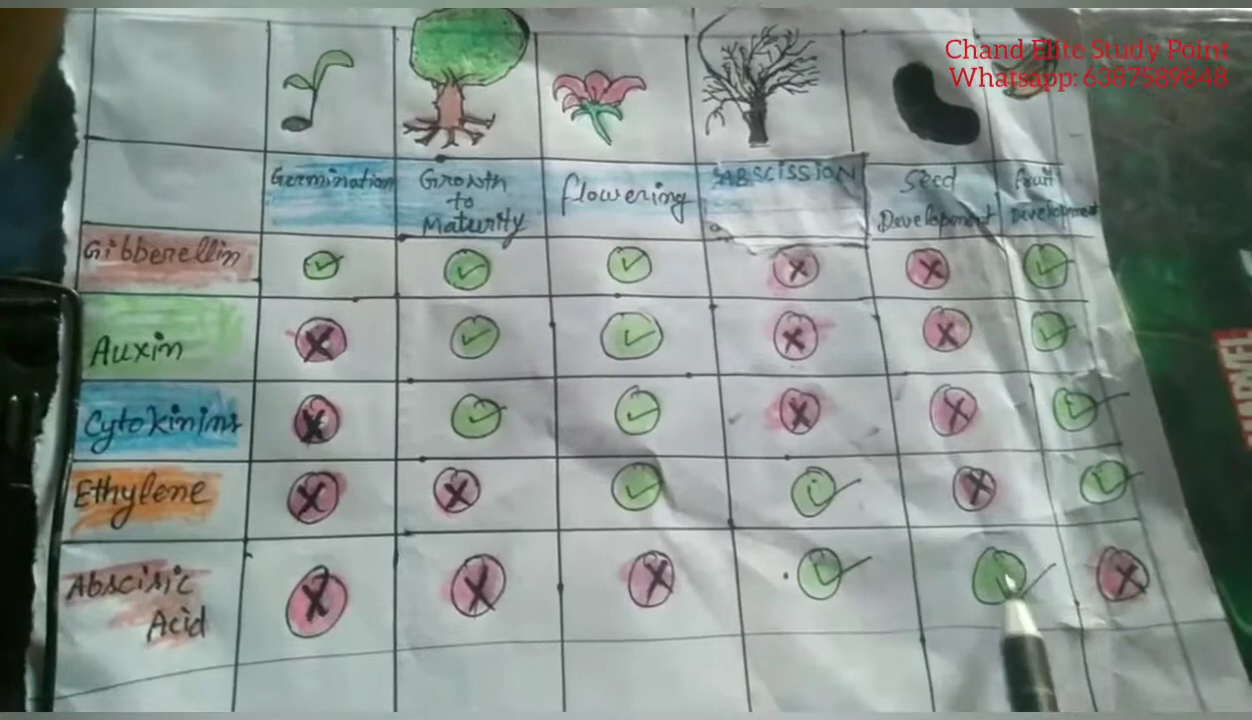 Chand Elite Study Point
Whatsapp: 6387589848
Germination
Growth
to
Maturity
flowering
ABSCISSION
Seed
Development
fruit
Development
Gibberellin
Auxin
Cytokinins
Ethylene
Abscisic
Acid
MARVEL